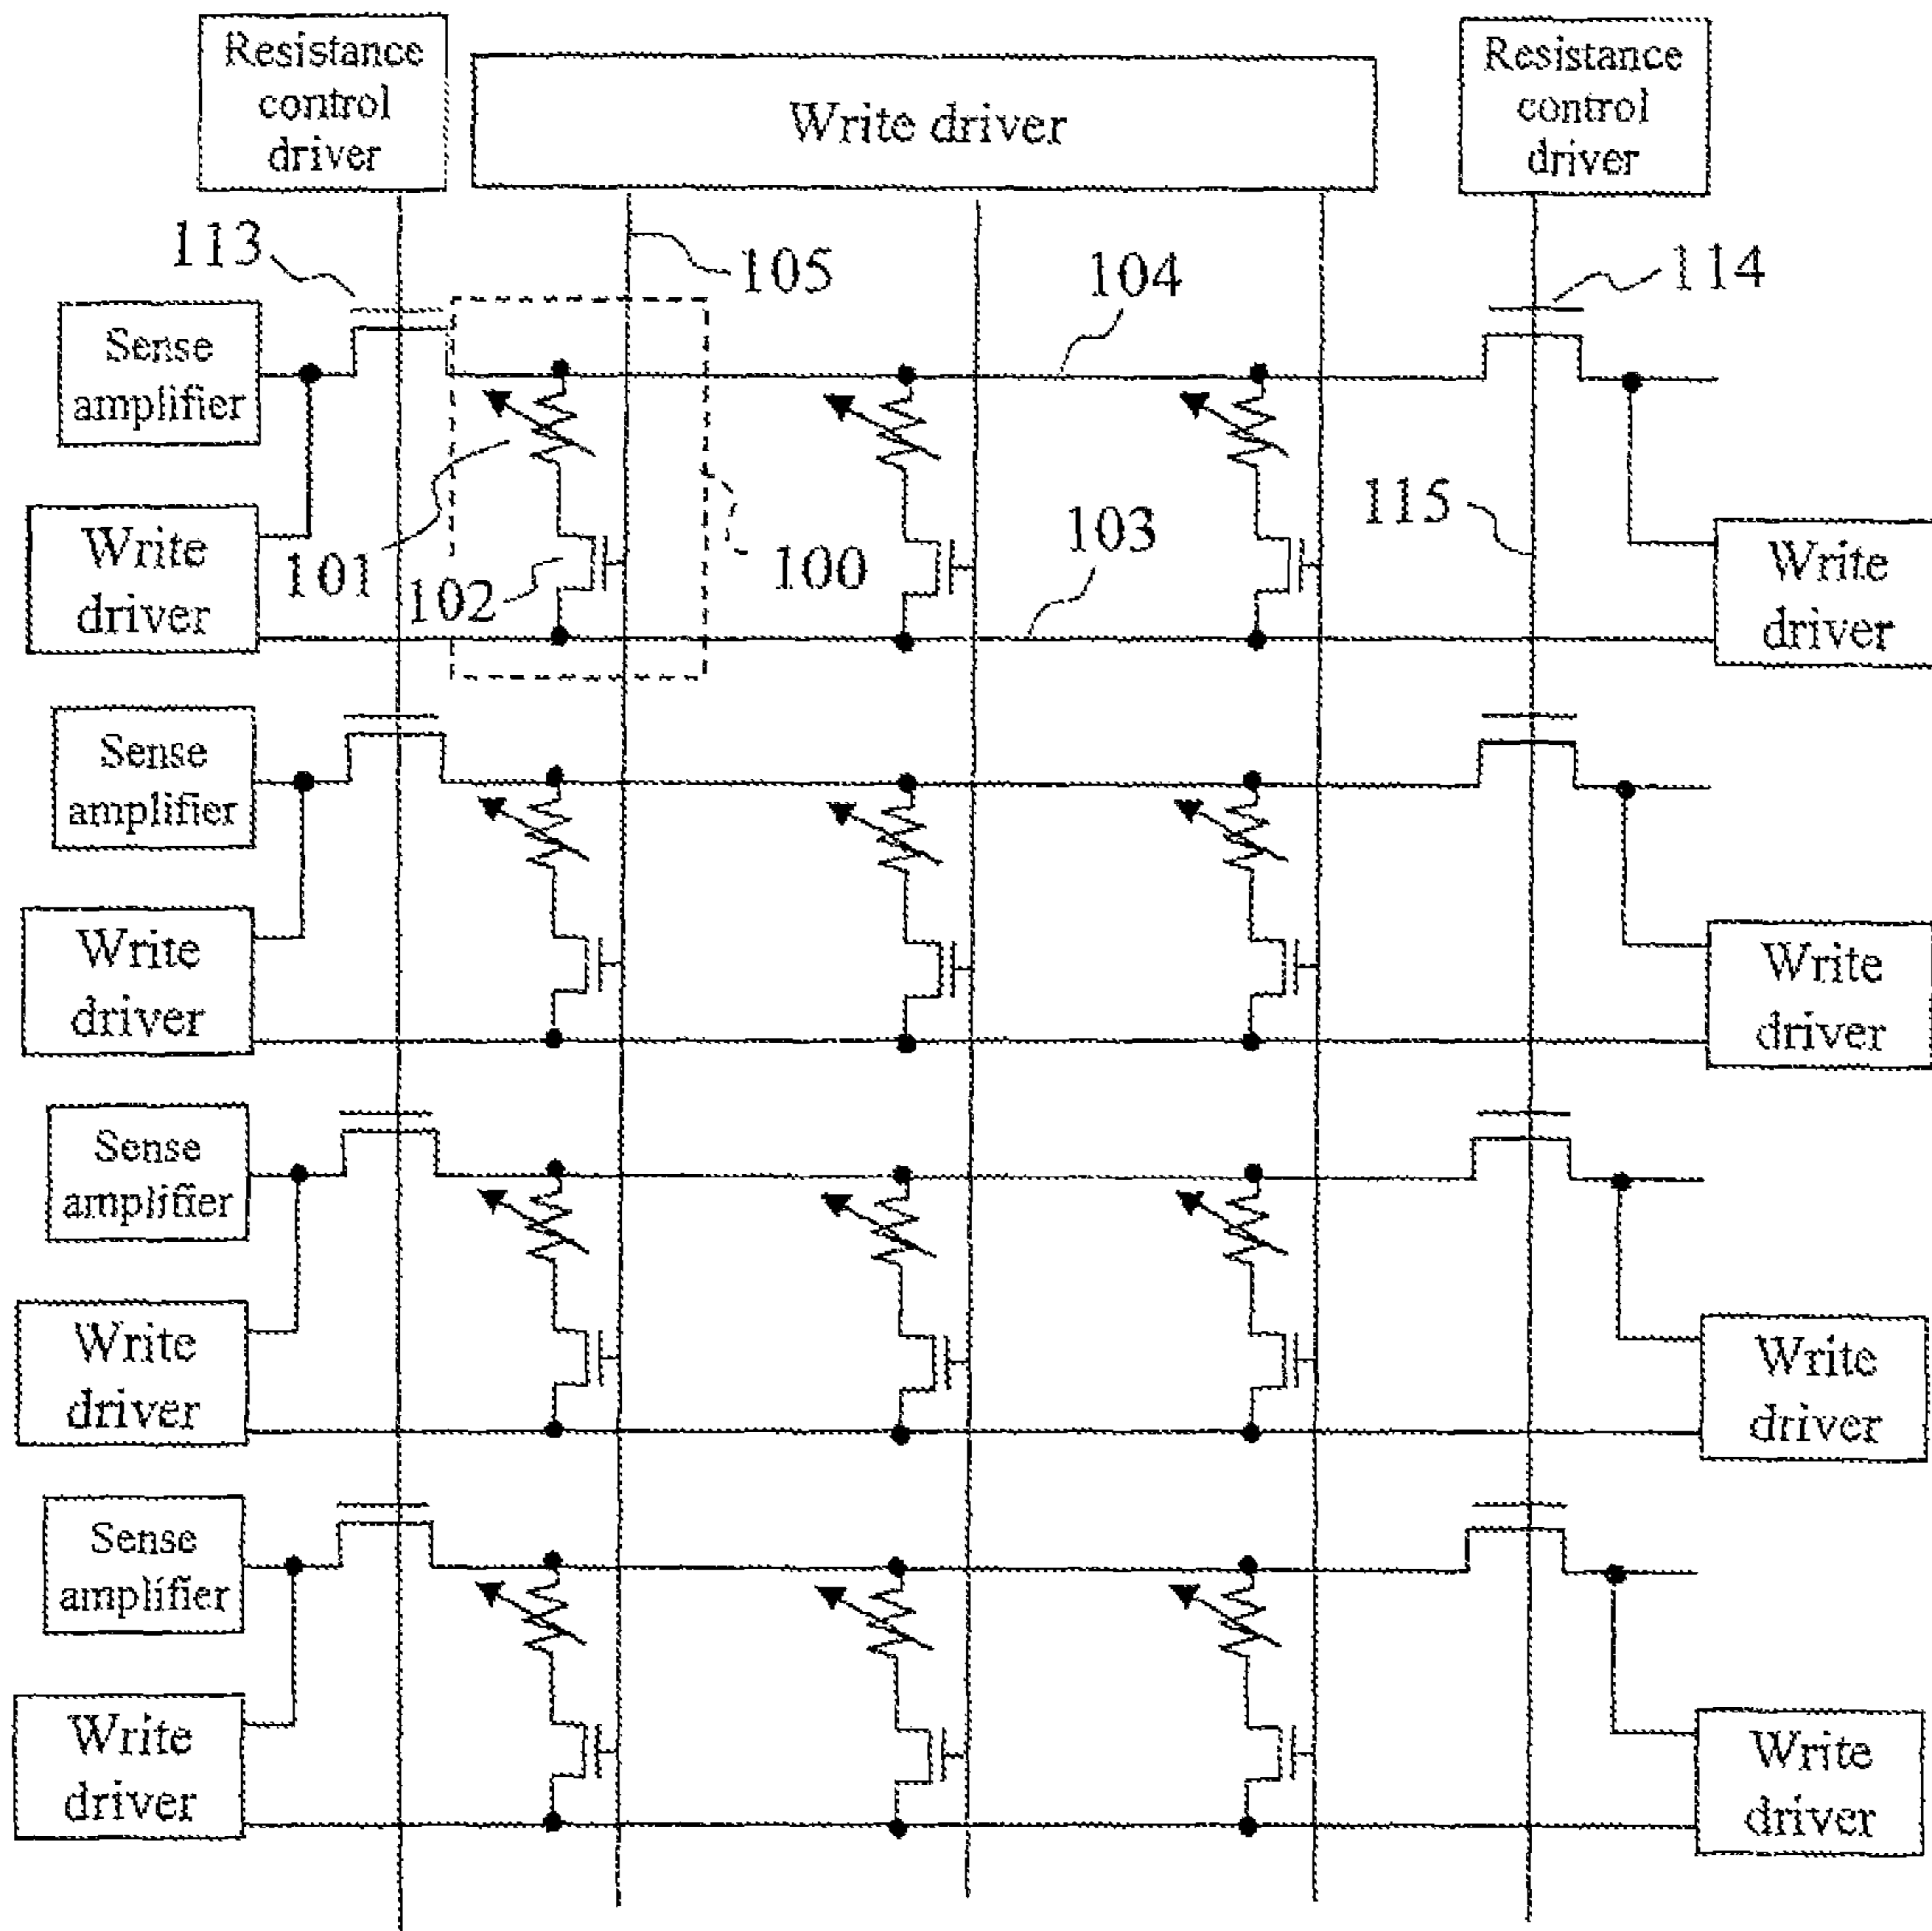 Resistance
control
driver
Write driver
Resistance
control
driver
113
105
104
114
Sense
amplifier
115
103
Write
driver
101
102
100
Write
driver
Sense
amplifier
Write
driver
Write
driver
Sense
amplifier
Write
driver
Write
driver
Sense
amplifier
Write
driver
Write
driver